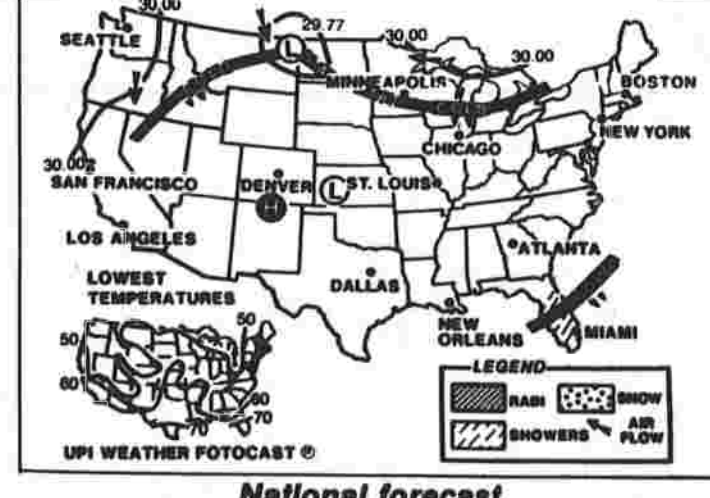 30.00
29.77
SEATTLE
30.00
30.00
MINNEAPOLIS
BOSTON
NEW YORK
CHICAGO
30.002
SAN FRANCISCO
DENVER
L
L
H
ST. LOUIS
LOS ANGELES
ATLANTA
DALLAS
LOWEST
TEMPERATURES
NEW
ORLEANS
MIAMI
50
50
60
60
70
70
LEGEND
RAIN
SNOW
SHOWERS
AIR
FLOW
UPI WEATHER FOTOCAST ®
National forecast